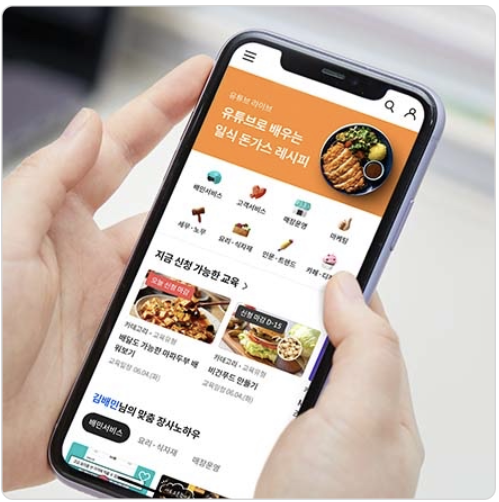 유튜브 라이브
유튜브로 배우는
일식 돈가스 레시피
배민서비스
고객서비스
매장운영
마케팅
세무·노무
요리·식자재
인문·트렌드
카페·디
지금 신청 가능한 교육 >
오늘 신청 마감
신청 마감 D-15
카테고리 • 교육유형
배달도 가능한 마파두부 배
워보기
교육일정 06.04.(화)
카테고리 • 교육유형
비건푸드 만들기
교육일정 06.04.(화)
김배민님의 맞춤 장사노하우
배민서비스
요리·식자재
매장운영